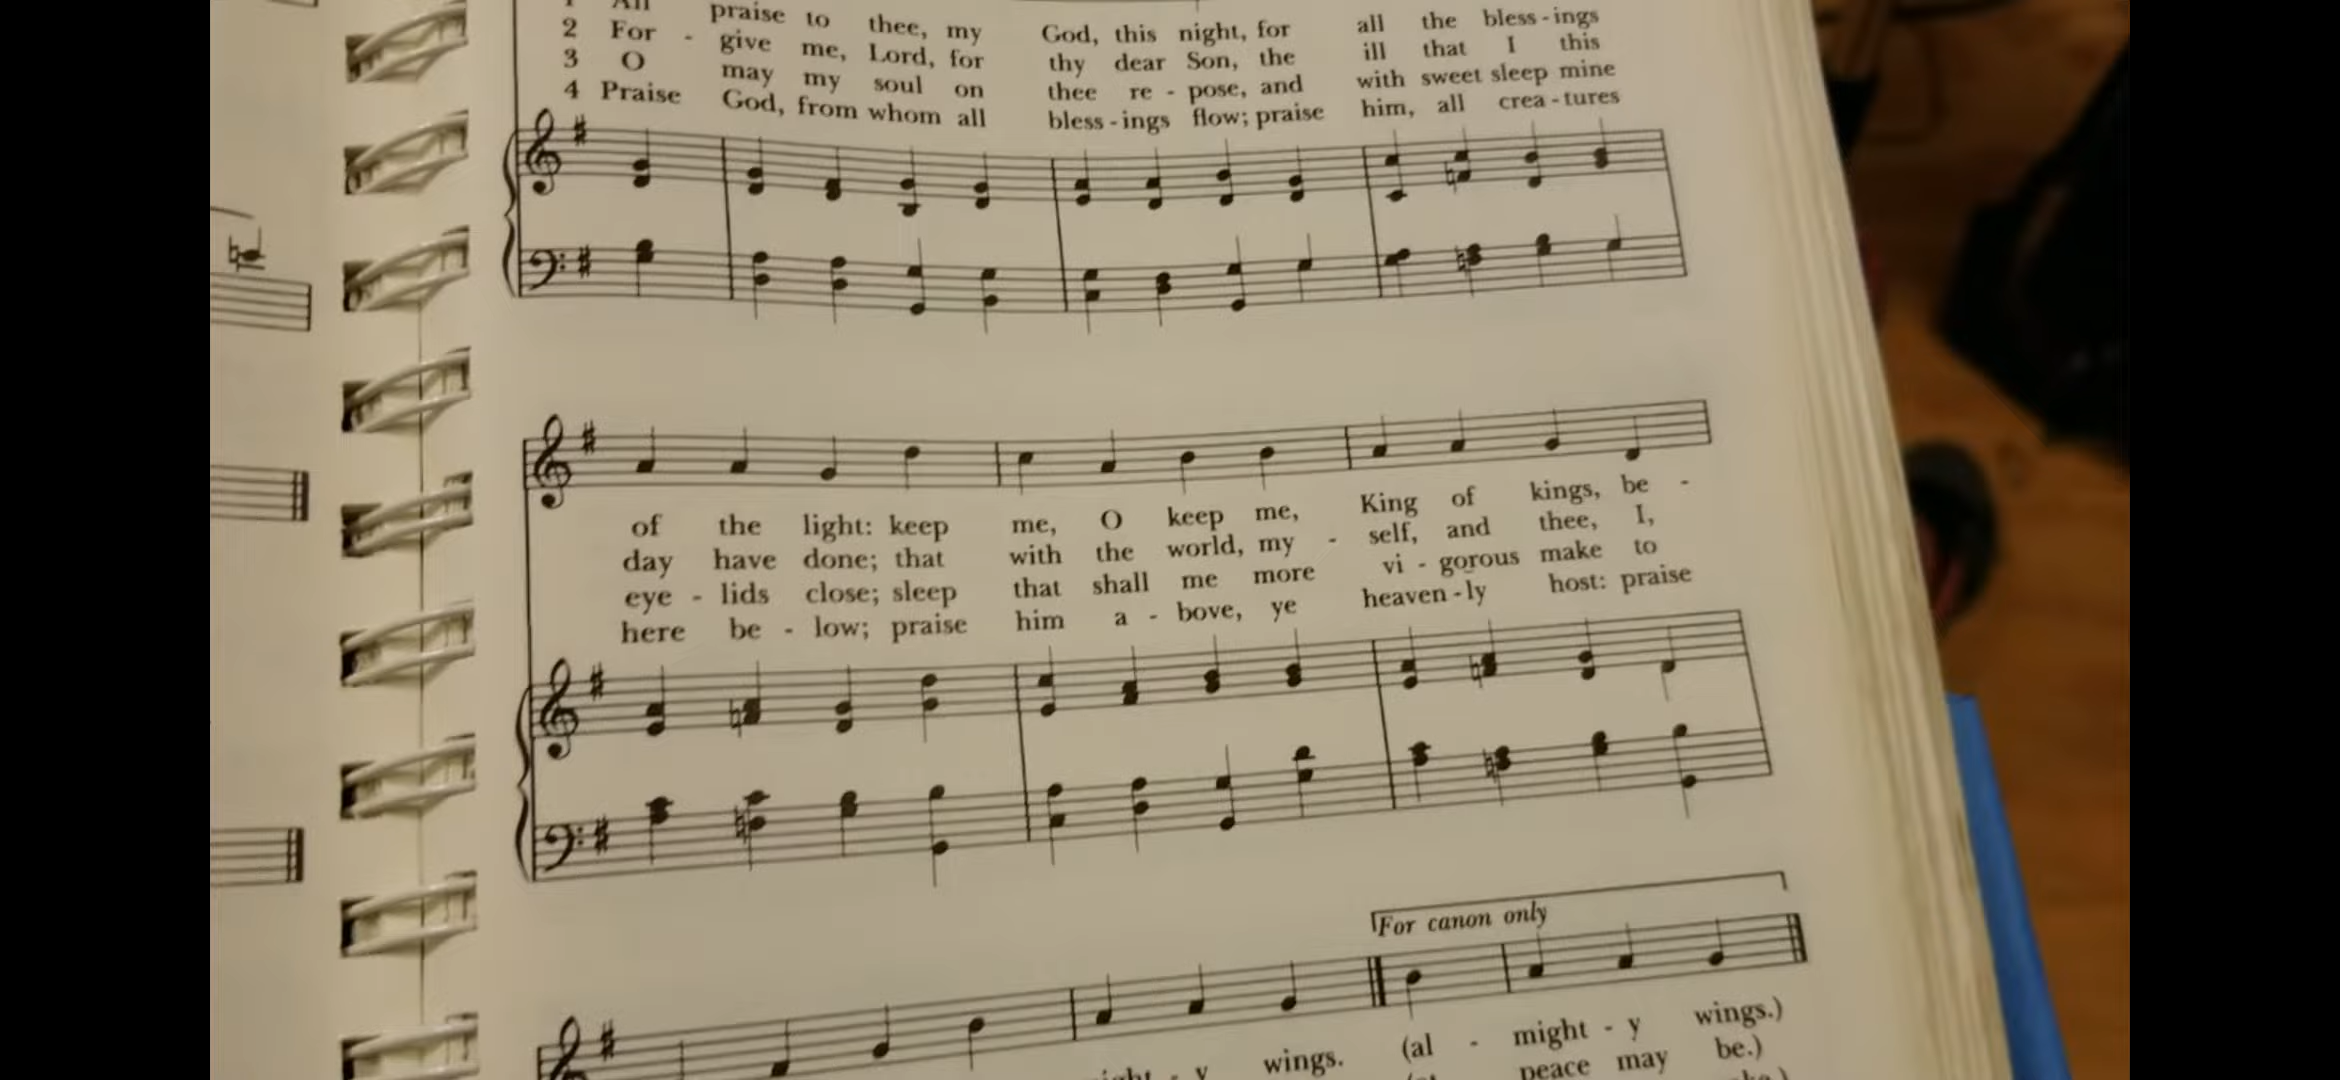 1 All praise to thee, my God, this night, for all the bless - ings
2 For - give me, Lord, for thy dear Son, the ill that I this
3 O may my soul on thee re - pose, and with sweet sleep mine
4 Praise God, from whom all bless - ings flow; praise him, all crea - tures
of the light: keep me, O keep me, King of kings, be -
day have done; that with the world, my - self, and thee, I,
eye - lids close; sleep that shall me more vi - gorous make to
here be - low; praise him a - bove, ye heaven - ly host: praise
For canon only
y wings. (al - might - y wings.)
peace may be.)